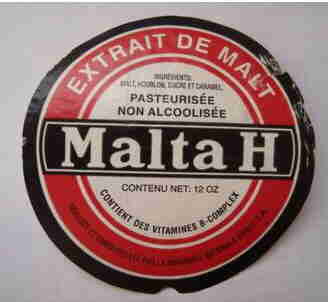 EXTRAIT DE MALT
INGRÉDIENTS:
MALT, HOUBLON, SUCRE ET CARAMEL
PASTEURISÉE
NON ALCOOLISÉE
Malta H
CONTENU NET: 12 OZ
CONTIENT DES VITAMINES B-COMPLEX